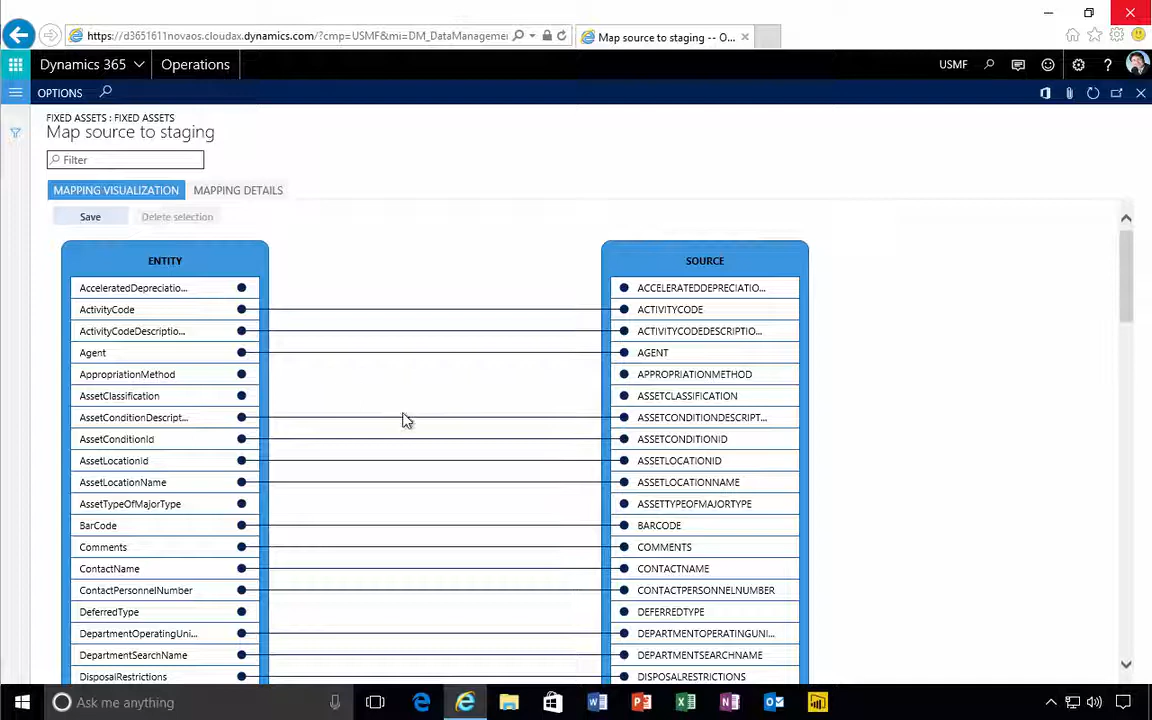 https://d3651611novaos.cloudax.dynamics.com/?cmp=USMF&mi=DM_DataManageme
Map source to staging -- O...
Dynamics 365
Operations
USMF
OPTIONS
FIXED ASSETS : FIXED ASSETS
Map source to staging
Filter
MAPPING VISUALIZATION
MAPPING DETAILS
Save
Delete selection
ENTITY
SOURCE
AcceleratedDepreciatio...
ACCELERATEDDEPRECIATIO...
ActivityCode
ACTIVITYCODE
ActivityCodeDescriptio...
ACTIVITYCODEDESCRIPTIO...
Agent
AGENT
AppropriationMethod
APPROPRIATIONMETHOD
AssetClassification
ASSETCLASSIFICATION
AssetConditionDescript...
ASSETCONDITIONDESCRIPT...
AssetConditionId
ASSETCONDITIONID
AssetLocationId
ASSETLOCATIONID
AssetLocationName
ASSETLOCATIONNAME
AssetTypeOfMajorType
ASSETTYPEOFMAJORTYPE
BarCode
BARCODE
Comments
COMMENTS
ContactName
CONTACTNAME
ContactPersonnelNumber
CONTACTPERSONNELNUMBER
DeferredType
DEFERREDTYPE
DepartmentOperatingUni...
DEPARTMENTOPERATINGUNI...
DepartmentSearchName
DEPARTMENTSEARCHNAME
DisposalRestrictions
DISPOSALRESTRICTIONS
Ask me anything